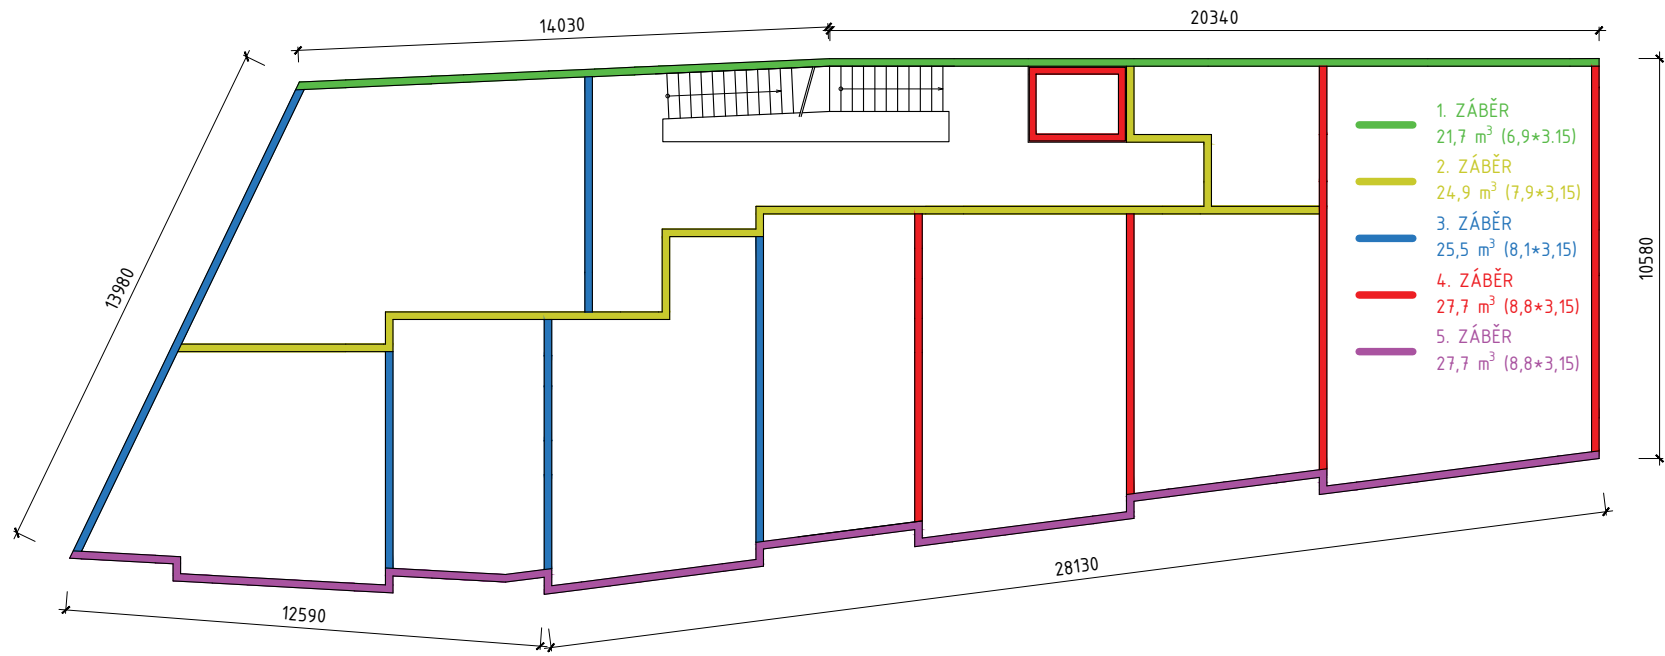 14030
20340
13980
1. ZÁBĚR
21,7 m³ (6,9*3.15)
2. ZÁBĚR
24,9 m³ (7,9*3,15)
3. ZÁBĚR
25,5 m³ (8,1*3,15)
4. ZÁBĚR
27,7 m³ (8,8*3,15)
5. ZÁBĚR
27,7 m³ (8,8*3,15)
10580
12590
28130